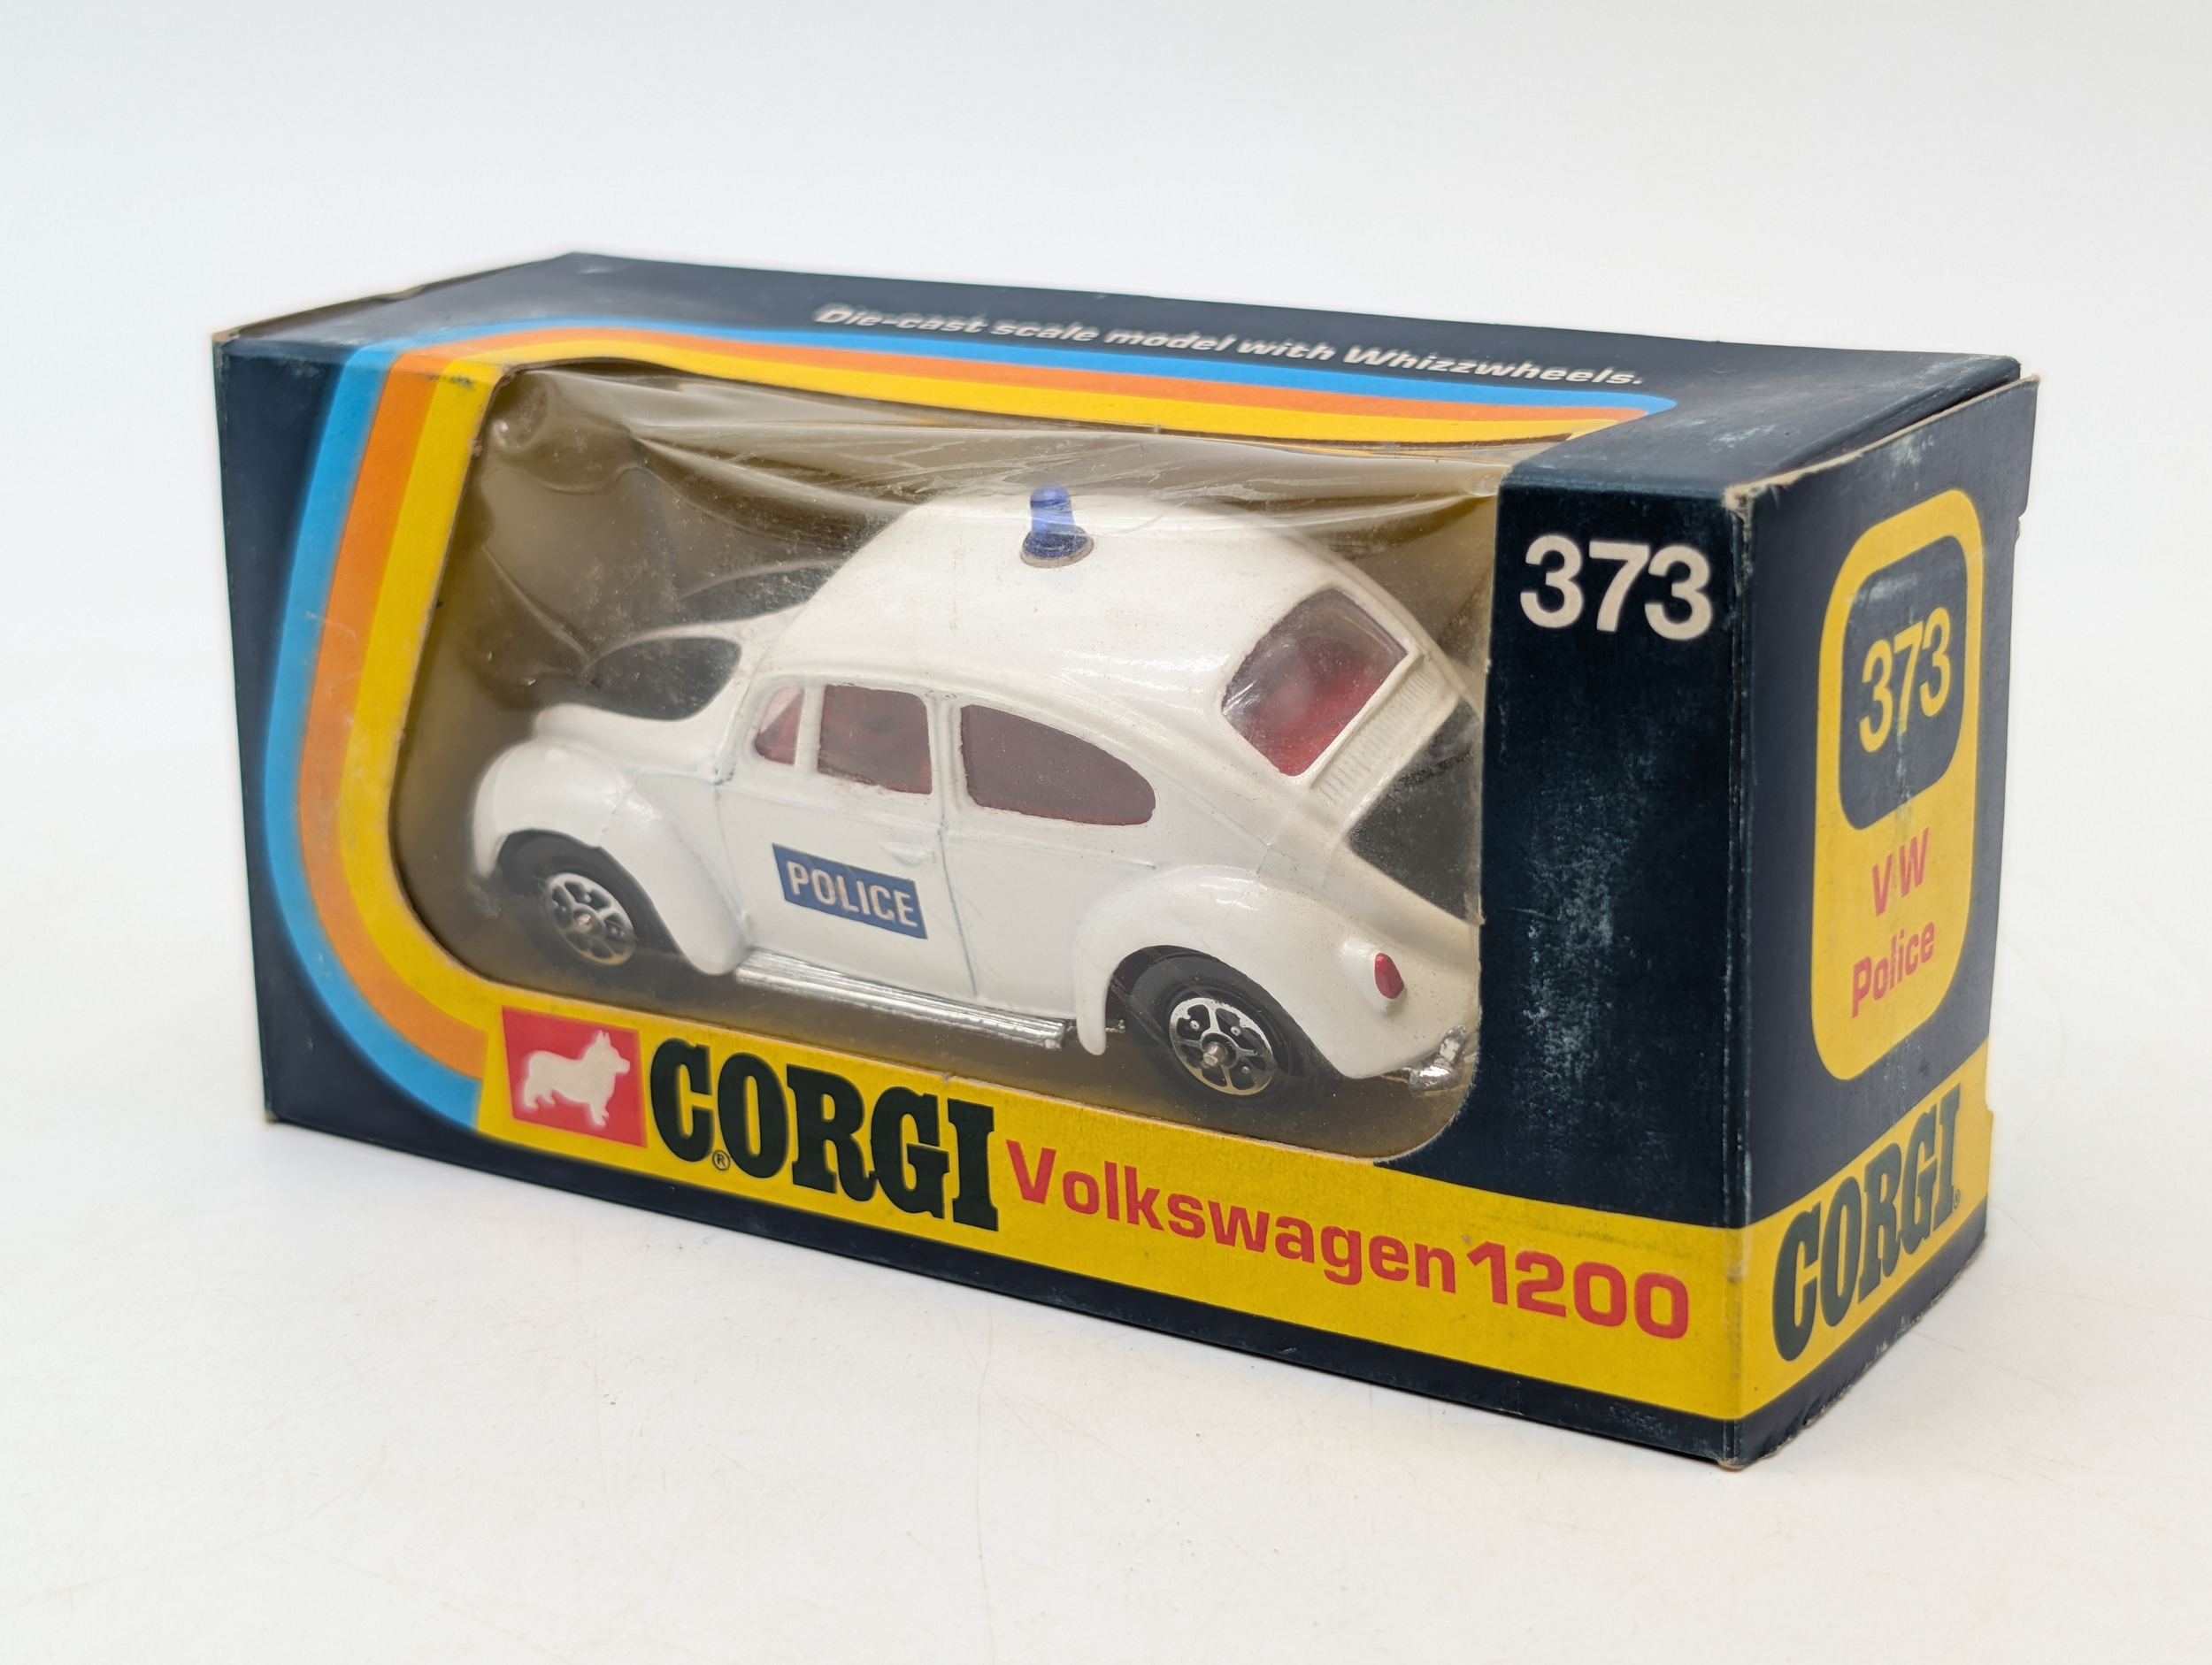 Die-cast scale model with Whizzwheels.
373
POLICE
CORGI®
Volkswagen 1200
373
VW
Police
CORGI®